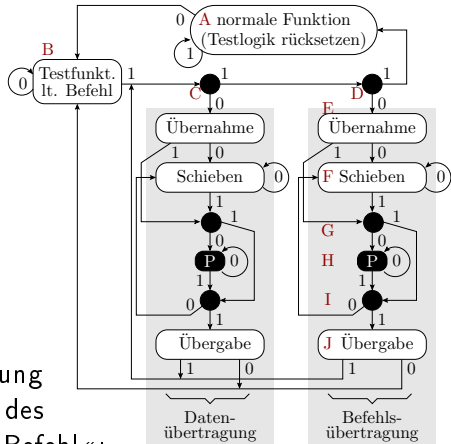 0 A normale Funktion
(Testlogik rücksetzen)
1
B
Testfunkt.
lt. Befehl
0 1 1 1
C D
0 0
E
Übernahme Übernahme
1 0 1 0
Schieben 0 F Schieben 0
1 1
1 1
G
0 0
P 0 H P 0
1 1
0 0 I
1 1
Übergabe J Übergabe
1 0 1 0
ung
des
Befehl“:
Daten-
übertragung
Befehls-
übertragung